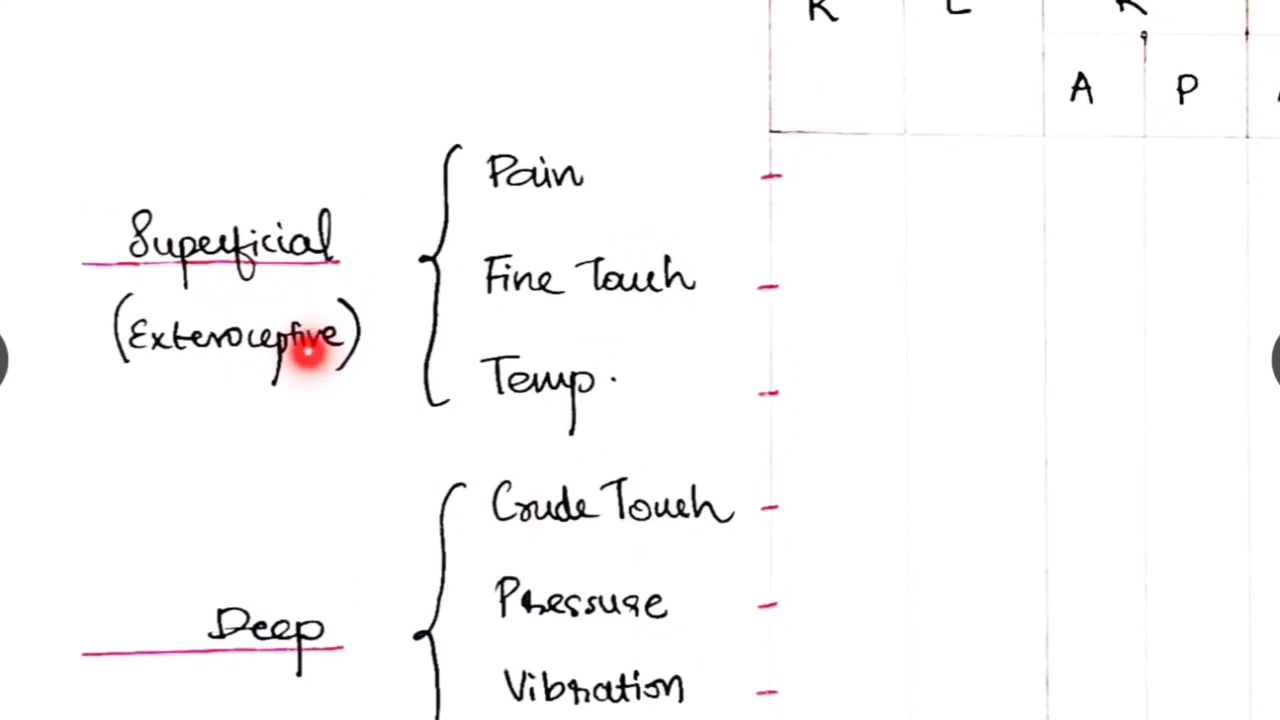 R L R
A P
Pain
Superficial
Fine Touch
(Exteroceptive)
Temp.
Crude Touch
Pressure
Deep
Vibration